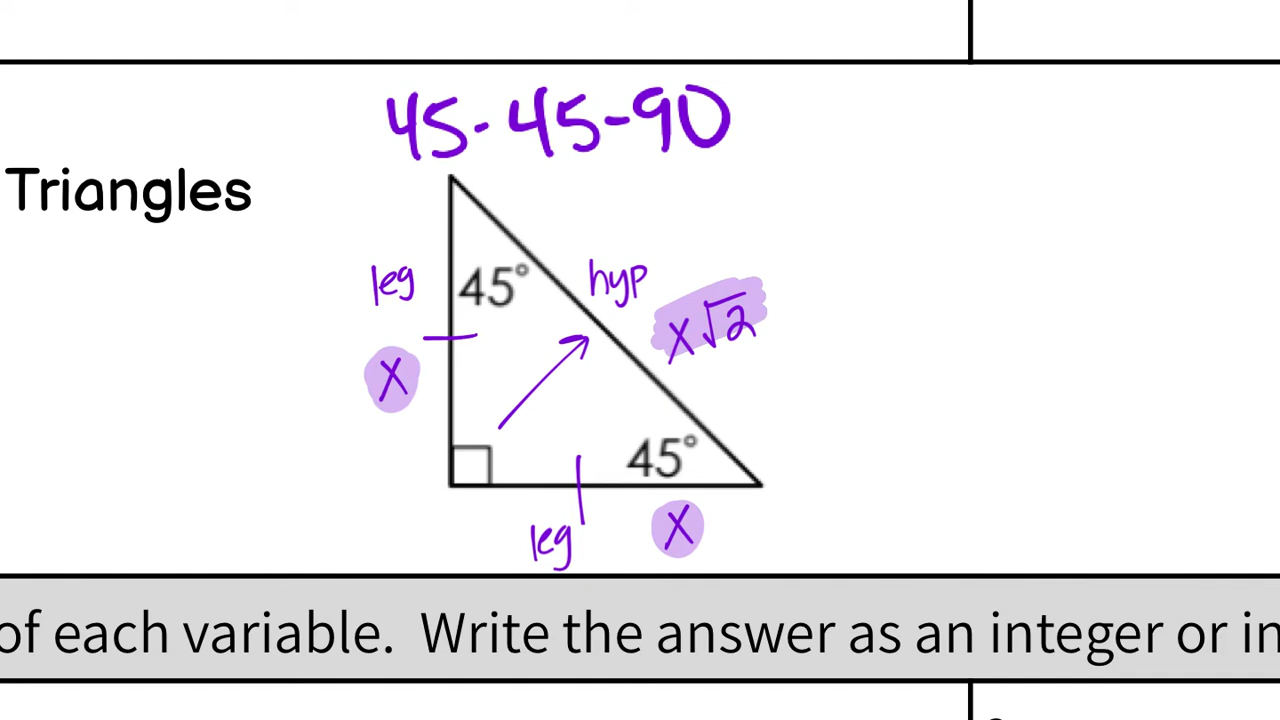 45-45-90
Triangles
leg
45°
hyp
x√2
x
45°
leg
x
of each variable. Write the answer as an integer or in